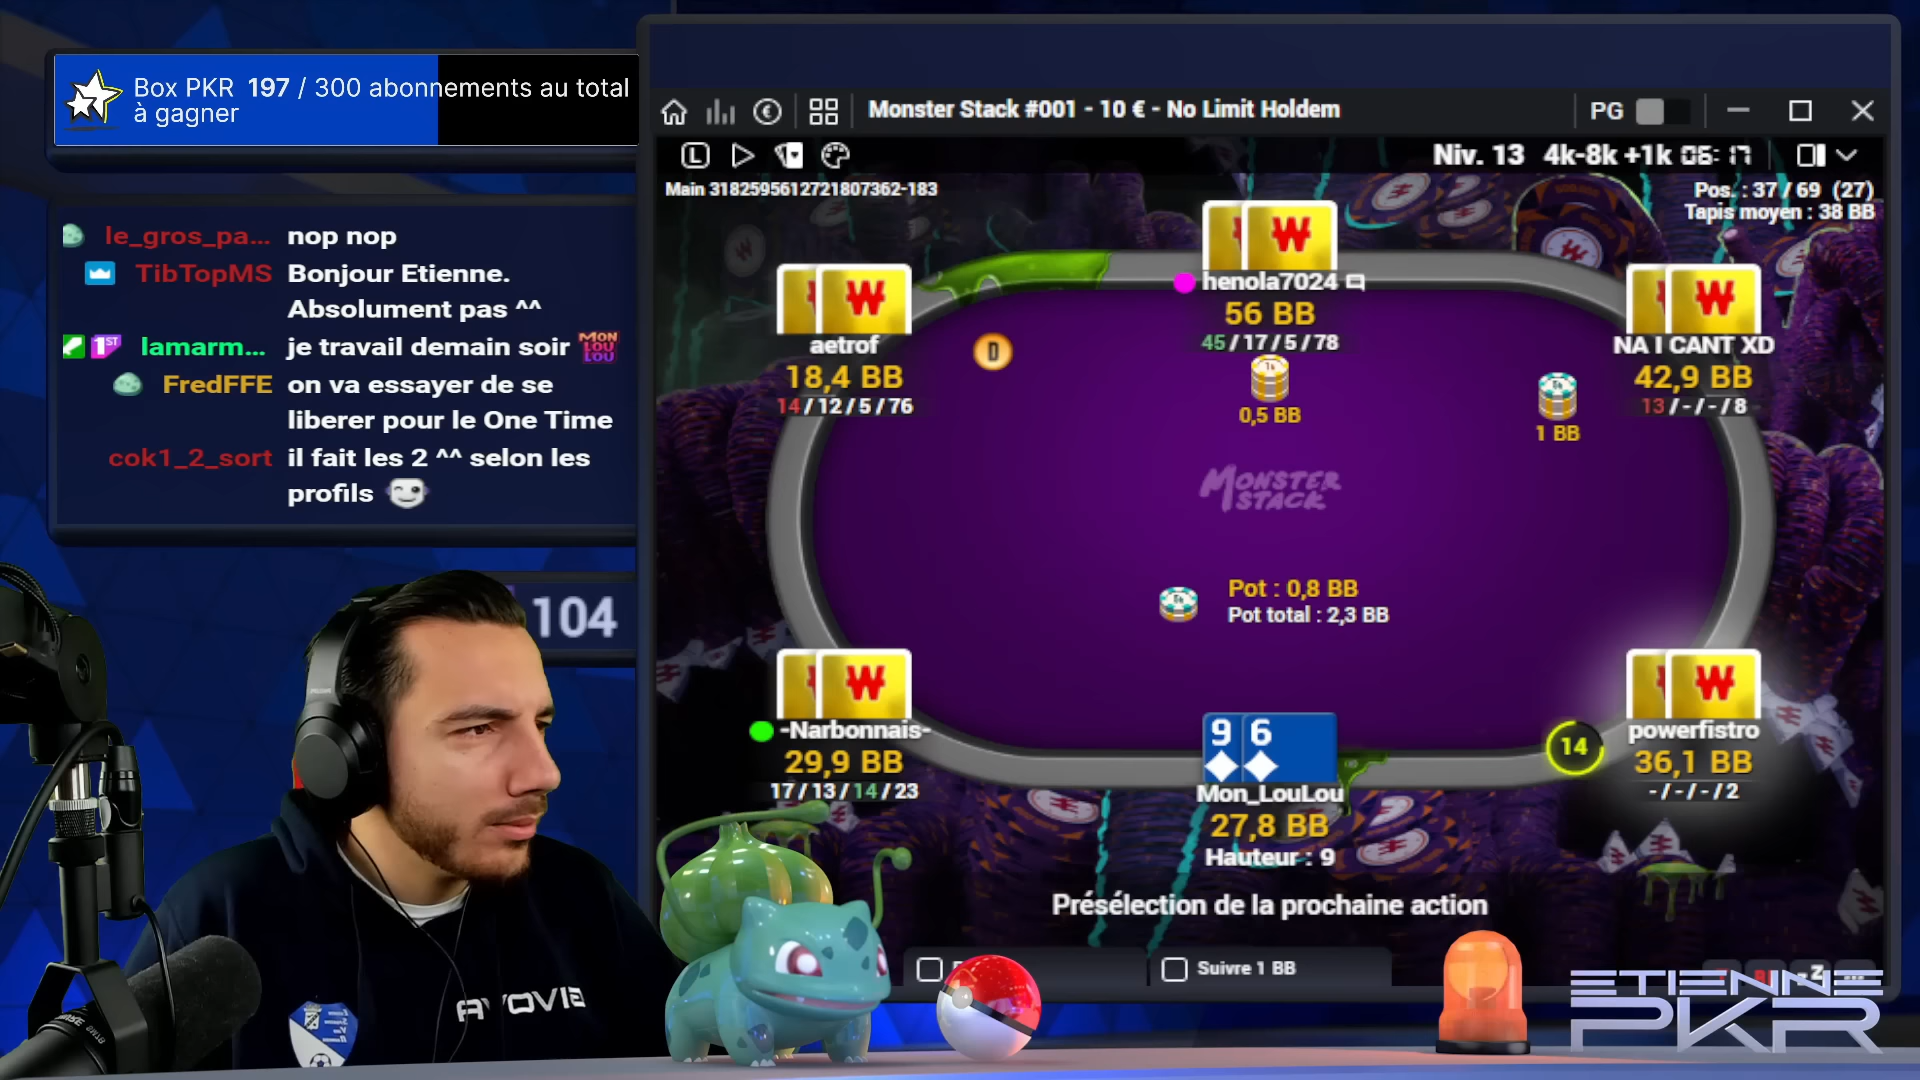 Box PKR 197 / 300 abonnements au total
à gagner
le_gros_pa... nop nop
TibTopMS Bonjour Etienne.
Absolument pas ^^
1ST lamarm... je travail demain soir MON LOU LOU
FredFFE on va essayer de se
liberer pour le One Time
cok1_2_sort il fait les 2 ^^ selon les
profils
104
Monster Stack #001 - 10 € - No Limit Holdem
PG
Niv. 13 4k-8k +1k 06:17
Main 3182595612721807362-183
Pos. : 37 / 69 (27)
Tapis moyen : 38 BB
henola7024
56 BB
45 / 17 / 5 / 78
0,5 BB
aetrof
18,4 BB
14 / 12 / 5 / 76
D
NA I CANT XD
42,9 BB
13 / - / - / 8
1 BB
MONSTER
STACK
Pot : 0,8 BB
Pot total : 2,3 BB
-Narbonnais-
29,9 BB
17 / 13 / 14 / 23
9 6
Mon_LouLou
27,8 BB
Hauteur : 9
14
powerfistro
36,1 BB
- / - / - / 2
Présélection de la prochaine action
Suivre 1 BB
ETIENNE
PKR